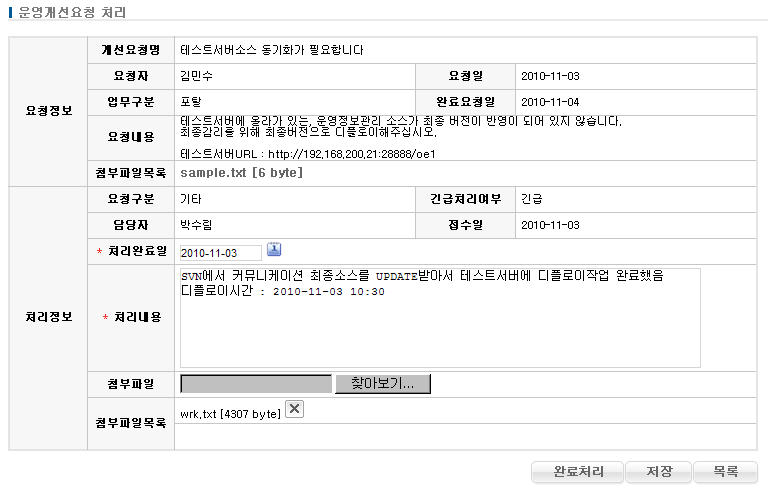 운영개선요청 처리
요청정보
개선요청명 테스트서버소스 동기화가 필요합니다
요청자 김민수 요청일 2010-11-03
업무구분 포탈 완료요청일 2010-11-04
요청내용
테스트서버에 올라가 있는, 운영정보관리 소스가 최종 버전이 반영이 되어 있지 않습니다.
최종감리를 위해 최종버전으로 디플로이해주십시오.
테스트서버URL : http://192.168.200.21:28888/oe1
첨부파일목록 sample.txt [6 byte]
처리정보
요청구분 기타 긴급처리여부 긴급
담당자 박수림 접수일 2010-11-03
* 처리완료일 2010-11-03
* 처리내용
SVN에서 커뮤니케이션 최종소스를 UPDATE받아서 테스트서버에 디플로이작업 완료했음
디플로이시간 : 2010-11-03 10:30
첨부파일 찾아보기...
첨부파일목록 wrk.txt [4307 byte]
완료처리 저장 목록